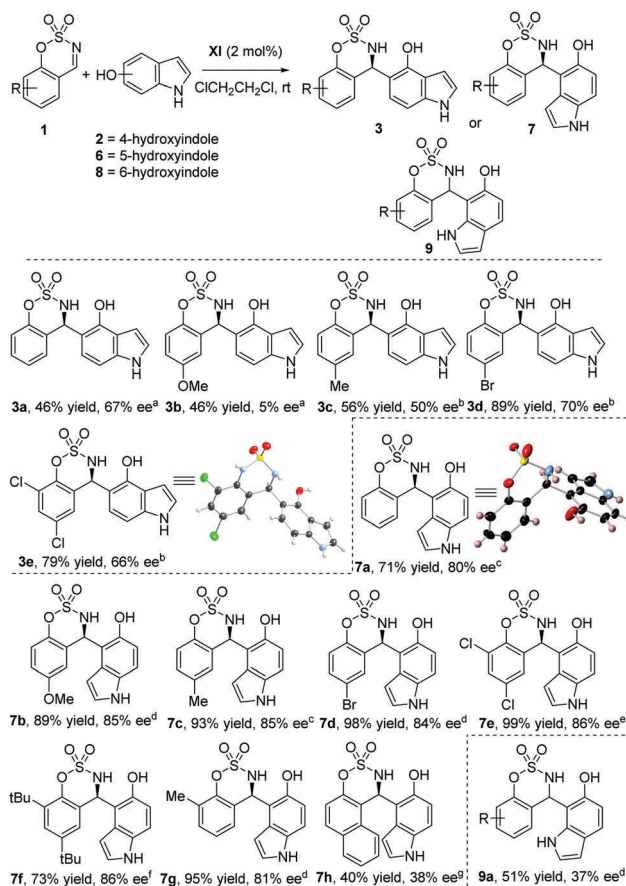 XI (2 mol%)
ClCH2CH2Cl, rt
1
+
2 = 4-hydroxyindole
6 = 5-hydroxyindole
8 = 6-hydroxyindole
3
or
7
9
3a, 46% yield, 67% ee^a
3b, 46% yield, 5% ee^a
3c, 56% yield, 50% ee^b
3d, 89% yield, 70% ee^b
3e, 79% yield, 66% ee^b
7a, 71% yield, 80% ee^c
7b, 89% yield, 85% ee^d
7c, 93% yield, 85% ee^c
7d, 98% yield, 84% ee^d
7e, 99% yield, 86% ee^e
7f, 73% yield, 86% ee^f
7g, 95% yield, 81% ee^d
7h, 40% yield, 38% ee^g
9a, 51% yield, 37% ee^d